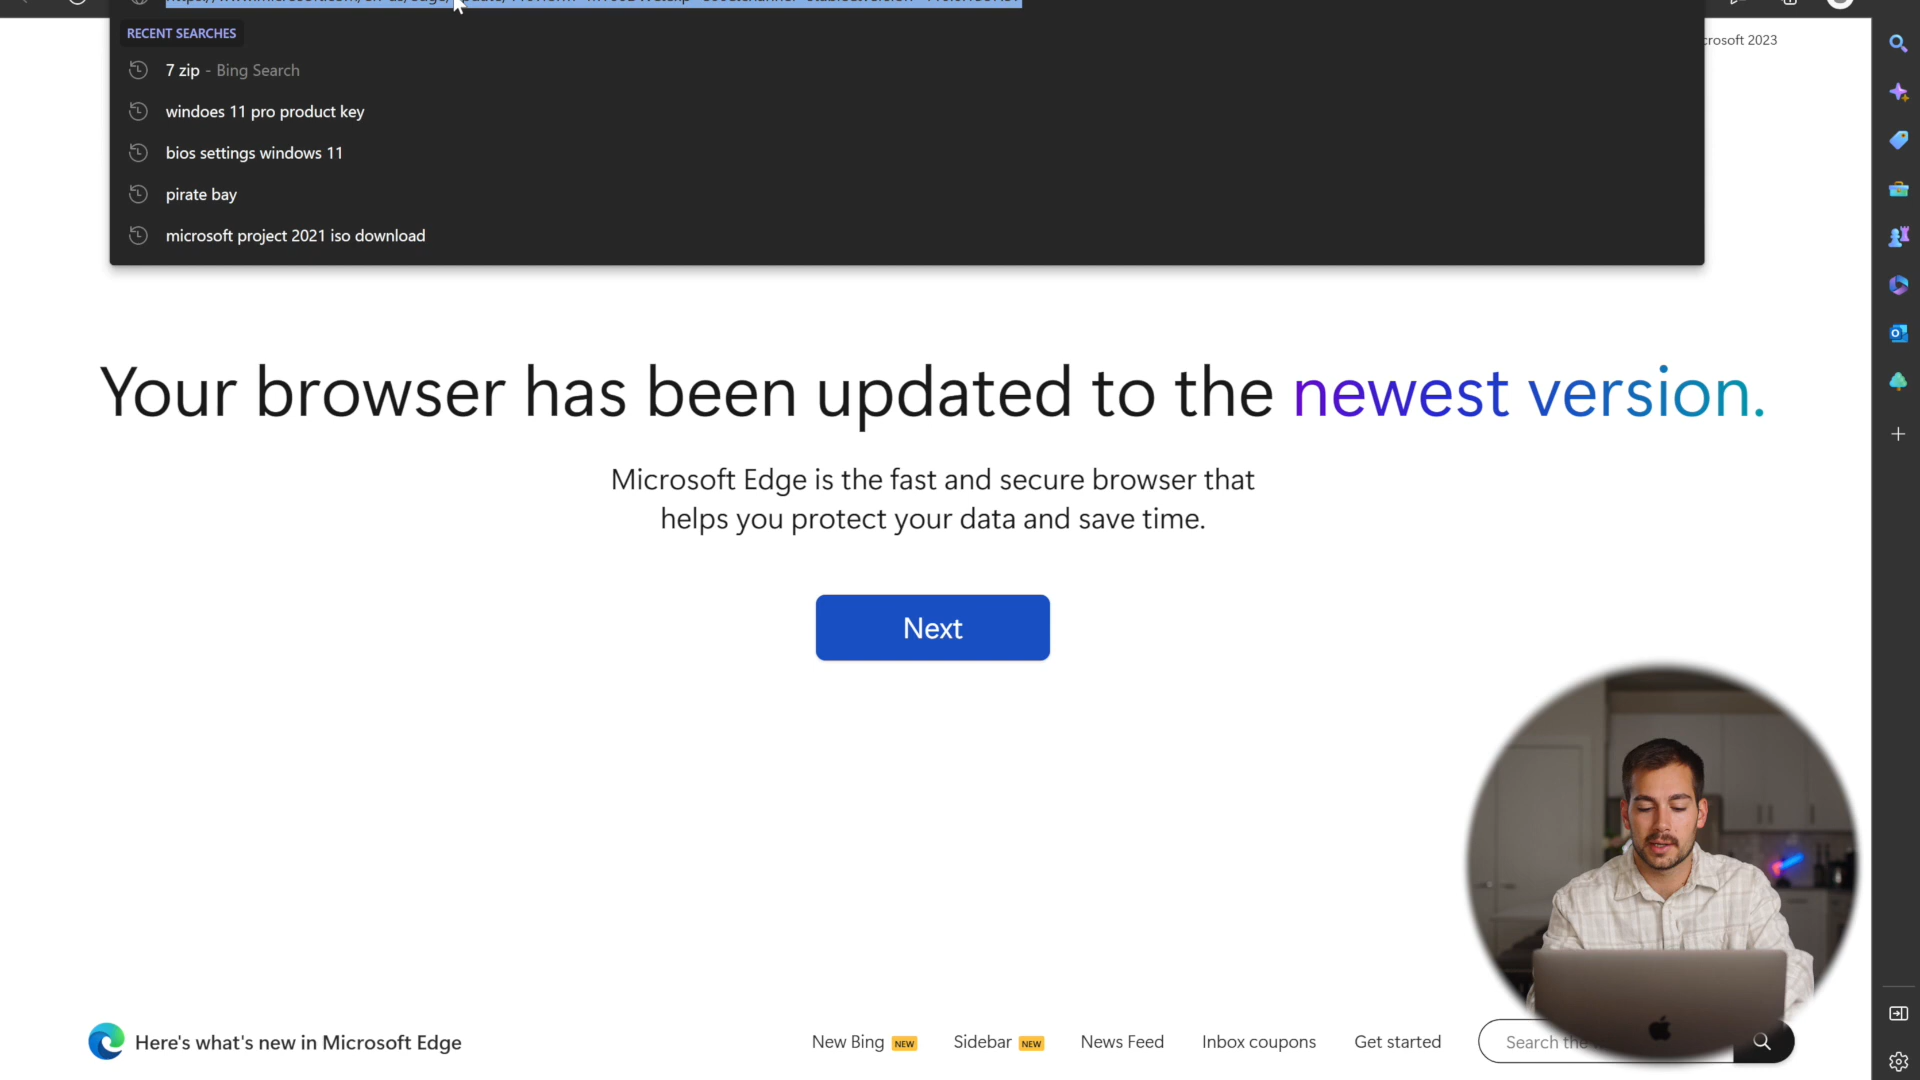 RECENT SEARCHES
7 zip - Bing Search
windoes 11 pro product key
bios settings windows 11
pirate bay
microsoft project 2021 iso download
crosoft 2023
Your browser has been updated to the newest version.
Microsoft Edge is the fast and secure browser that
helps you protect your data and save time.
Next
Here's what's new in Microsoft Edge
New Bing NEW
Sidebar NEW
News Feed
Inbox coupons
Get started
Search the